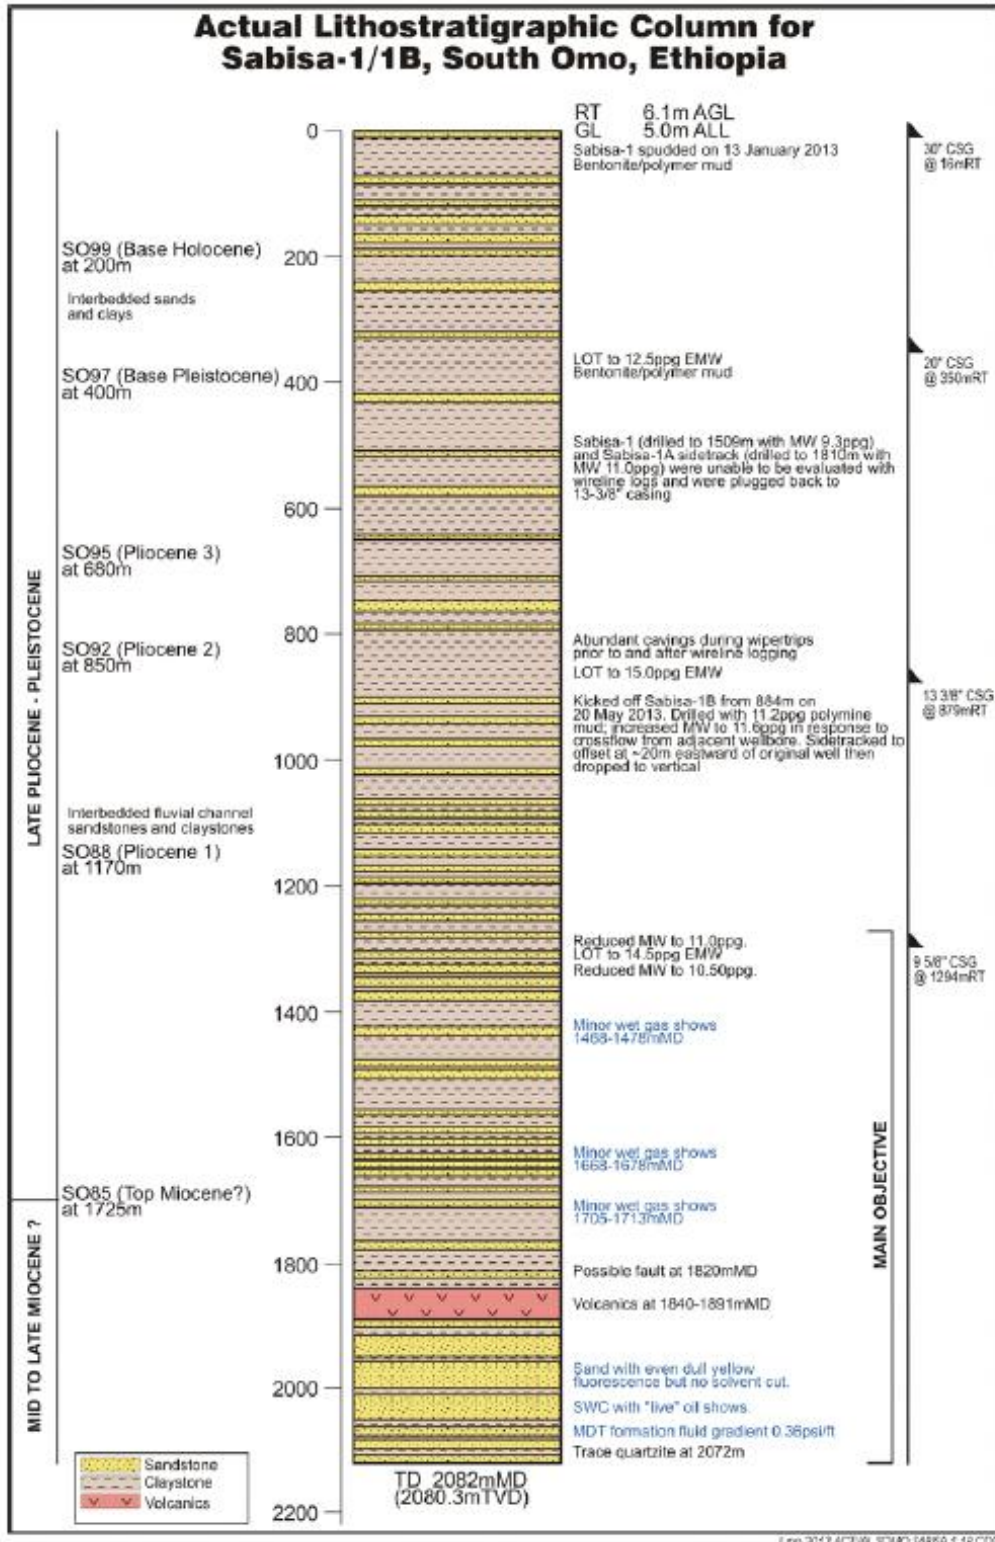 Actual Lithostratigraphic Column for
Sabisa-1/1B, South Omo, Ethiopia
RT 6.1m AGL
GL 5.0m ALL
Sabisa-1 spudded on 13 January 2013
Bentonite/polymer mud
30" CSG
@ 16mRT
0
SO99 (Base Holocene)
at 200m
200
Interbedded sands
and clays
LOT to 12.5ppg EMW
Bentonite/polymer mud
20" CSG
@ 350mRT
SO97 (Base Pleistocene)
at 400m
400
Sabisa-1 (drilled to 1509m with MW 9.3ppg)
and Sabisa-1A sidetrack (drilled to 1810m with
MW 11.0ppg) were unable to be evaluated with
wireline logs and were plugged back to
13-3/8" casing
600
SO95 (Pliocene 3)
at 680m
LATE PLIOCENE - PLEISTOCENE
800
SO92 (Pliocene 2)
at 850m
Abundant cavings during wipertrips
prior to and after wireline logging
LOT to 15.0ppg EMW
13 3/8" CSG
@ 879mRT
Kicked off Sabisa-1B from 884m on
20 May 2013. Drilled with 11.2ppg polymine
mud; increased MW to 11.6ppg in response to
crossflow from adjacent wellbore. Sidetracked to
offset at ~20m eastward of original well then
dropped to vertical
1000
Interbedded fluvial channel
sandstones and claystones
SO88 (Pliocene 1)
at 1170m
1200
Reduced MW to 11.0ppg.
LOT to 14.5ppg EMW
Reduced MW to 10.50ppg.
9 5/8" CSG
@ 1294mRT
1400
Minor wet gas shows
1468-1478mMD
1600
Minor wet gas shows
1668-1678mMD
MAIN OBJECTIVE
SO85 (Top Miocene?)
at 1725m
Minor wet gas shows
1705-1713mMD
MID TO LATE MIOCENE ?
1800
Possible fault at 1820mMD
Volcanics at 1840-1891mMD
2000
Sand with even dull yellow
fluorescence but no solvent cut.
SWC with "live" oil shows.
MDT formation fluid gradient 0.36psi/ft
Trace quartzite at 2072m
Sandstone
Claystone
Volcanics
TD 2082mMD
(2080.3mTVD)
2200